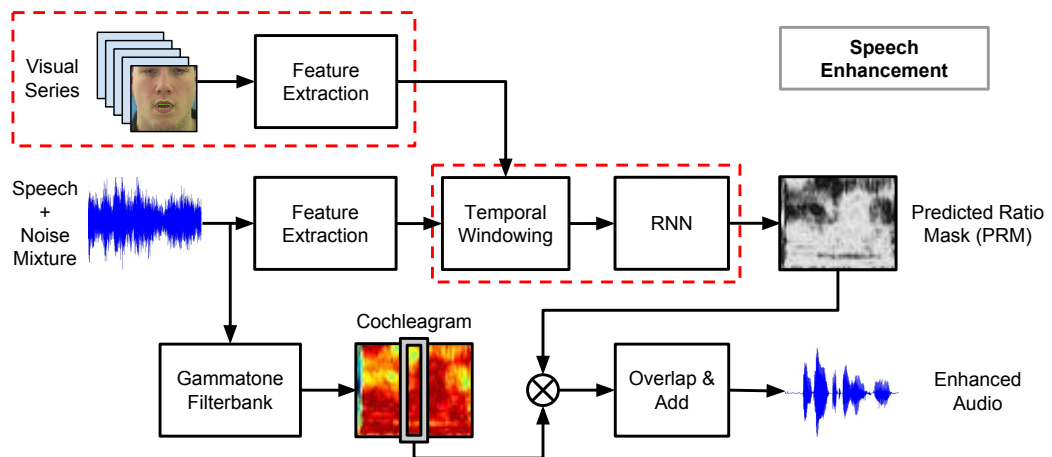 Speech
Enhancement
Visual
Series
Feature
Extraction
Speech
+
Noise
Mixture
Feature
Extraction
Temporal
Windowing
RNN
Predicted Ratio
Mask (PRM)
Cochleagram
Gammatone
Filterbank
Overlap &
Add
Enhanced
Audio